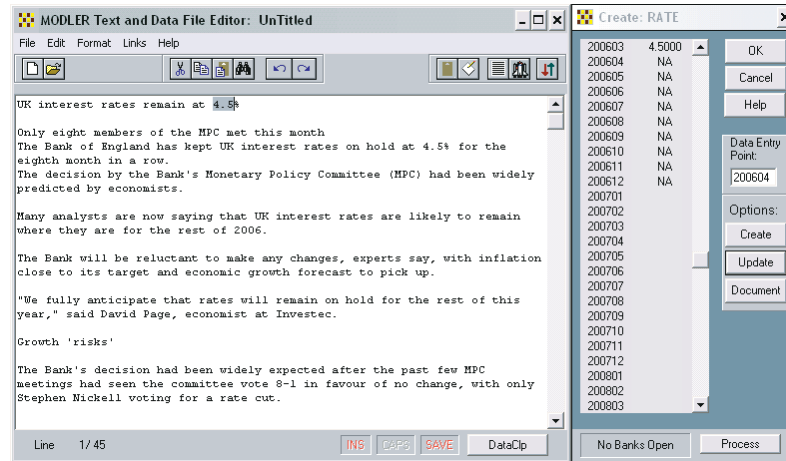 MODLER Text and Data File Editor: UnTitled
File Edit Format Links Help
UK interest rates remain at 4.5%
Only eight members of the MPC met this month
The Bank of England has kept UK interest rates on hold at 4.5% for the
eighth month in a row.
The decision by the Bank's Monetary Policy Committee (MPC) had been widely
predicted by economists.
Many analysts are now saying that UK interest rates are likely to remain
where they are for the rest of 2006.
The Bank will be reluctant to make any changes, experts say, with inflation
close to its target and economic growth forecast to pick up.
"We fully anticipate that rates will remain on hold for the rest of this
year," said David Page, economist at Investec.
Growth 'risks'
The Bank's decision had been widely expected after the past few MPC
meetings had seen the committee vote 8-1 in favour of no change, with only
Stephen Nickell voting for a rate cut.
Line 1/ 45 INS CAPS SAVE DataClp
Create: RATE
200603 4.5000
200604 NA
200605 NA
200606 NA
200607 NA
200608 NA
200609 NA
200610 NA
200611 NA
200612 NA
200701
200702
200703
200704
200705
200706
200707
200708
200709
200710
200711
200712
200801
200802
200803
OK
Cancel
Help
Data Entry
Point:
200604
Options:
Create
Update
Document
No Banks Open Process